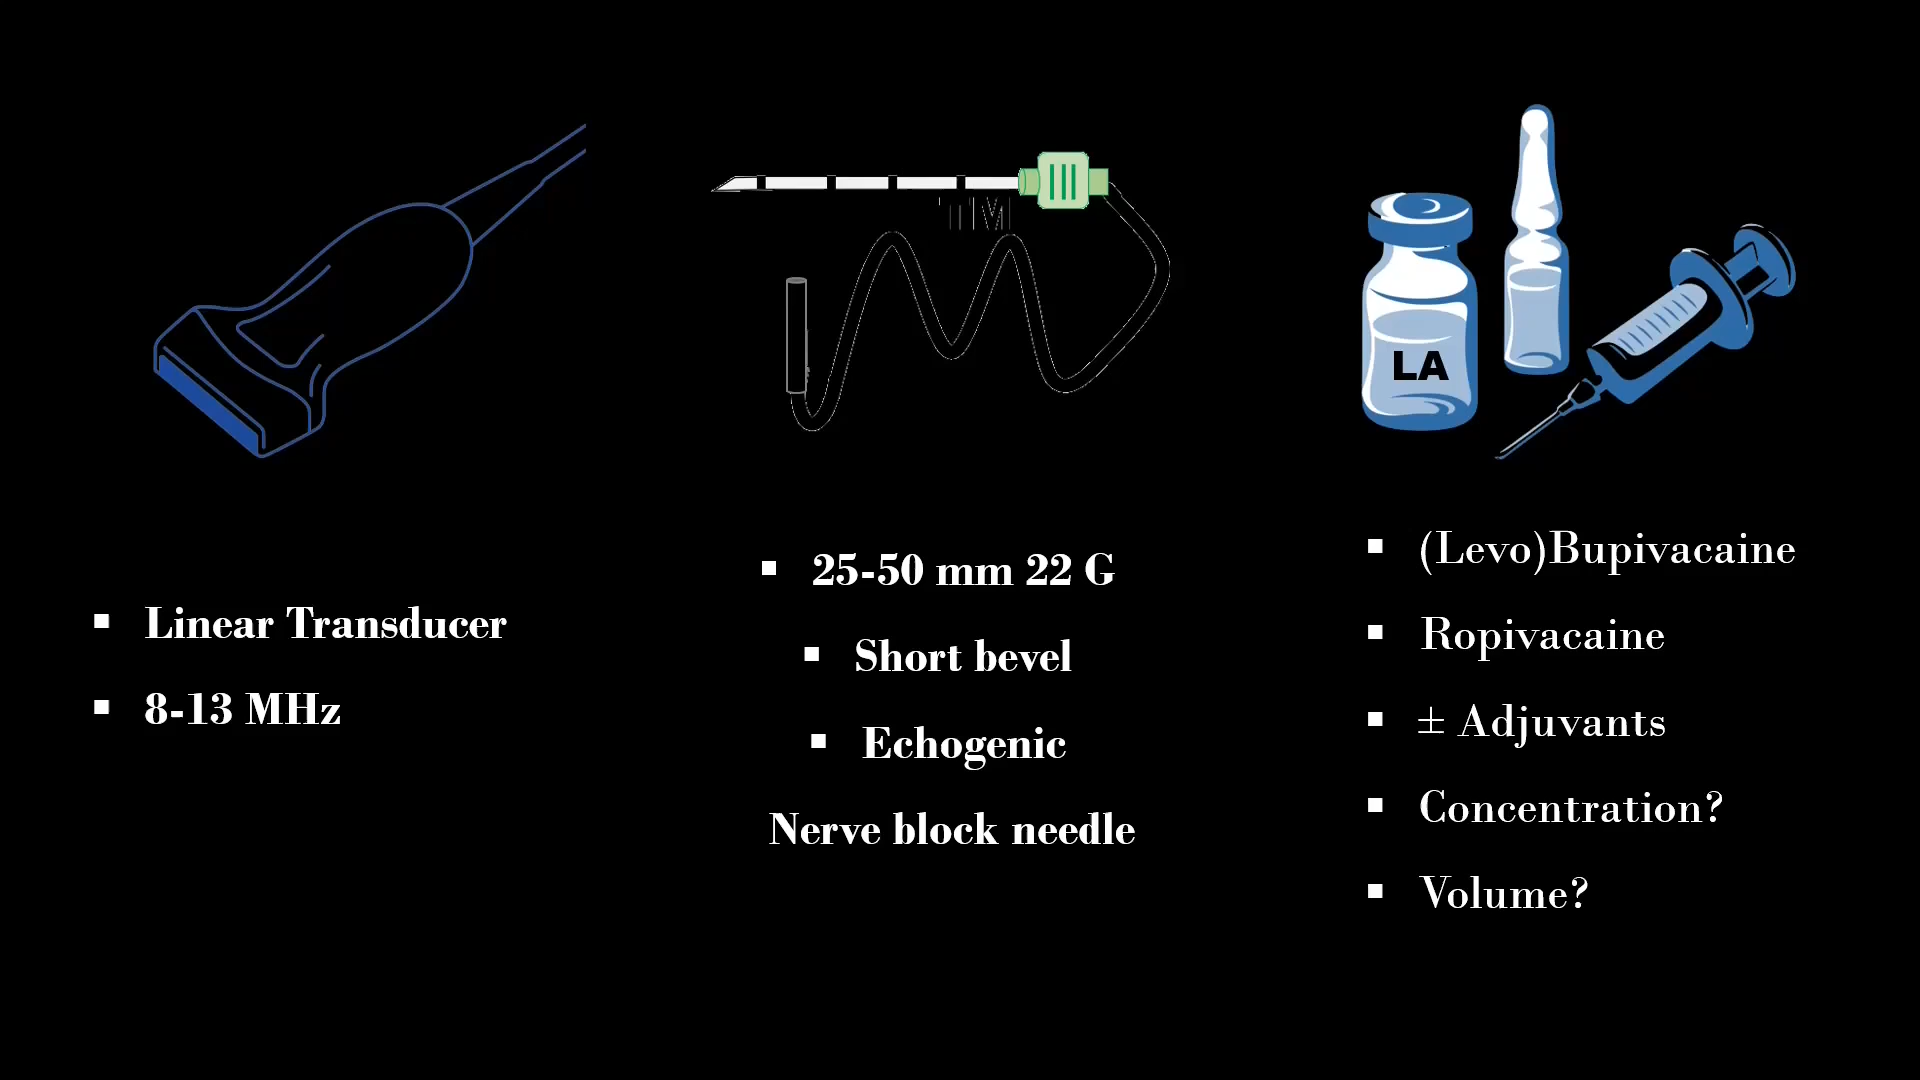 LA
▪ Linear Transducer
▪ 8-13 MHz
▪ 25-50 mm 22 G
▪ Short bevel
▪ Echogenic
Nerve block needle
▪ (Levo)Bupivacaine
▪ Ropivacaine
▪ ± Adjuvants
▪ Concentration?
▪ Volume?